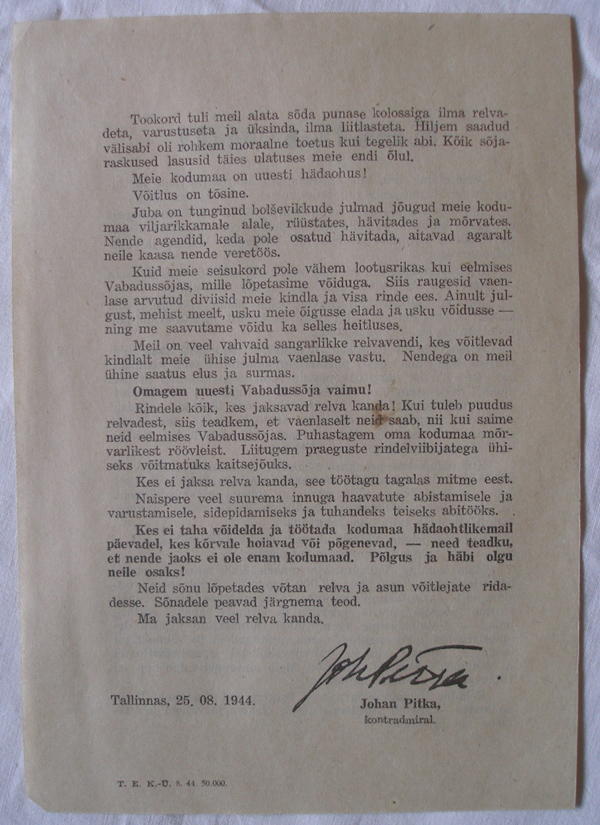 Tookord tuli meil alata sõda punase kolossiga ilma relva-
deta, varustuseta ja üksinda, ilma liitlasteta. Hiljem saadud
välisabi oli rohkem moraalne toetus kui tegelik abi. Kõik sõja-
raskused lasusid täies ulatuses meie endi õlul.
Meie kodumaa on uuesti hädaohus!
Võitlus on tõsine.
Juba on tunginud bolševikkude julmad jõugud meie kodu-
maa viljarikkamale alale, rüüstates, hävitades ja mõrvates.
Nende agendid, keda pole osatud hävitada, aitavad agaralt
neile kaasa nende veretöös.
Kuid meie seisukord pole vähem lootusrikas kui eelmises
Vabadussõjas, mille lõpetasime võiduga. Siis raugesid vaen-
lase arvutud diviisid meie kindla ja visa rinde ees. Ainult jul-
gust, mehist meelt, usku meie õigusse elada ja usku võidusse —
ning me saavutame võidu ka selles heitluses.
Meil on veel vahvaid sangarlikke relvavendi, kes võitlevad
kindlalt meie ühise julma vaenlase vastu. Nendega on meil
ühine saatus elus ja surmas.
Omagem uuesti Vabadussõja vaimu!
Rindele kõik, kes jaksavad relva kanda! Kui tuleb puudus
relvadest, siis teadkem, et vaenlaselt neid saab, nii kui saime
neid eelmises Vabadussõjas. Puhastagem oma kodumaa mõr-
varlikest röövleist. Liitugem praeguste rindelviibijatega ühi-
seks võitmatuks kaitsejõuks.
Kes ei jaksa relva kanda, see töötagu tagalas mitme eest.
Naispere veel suurema innuga haavatute abistamisele ja
varustamisele, sidepidamiseks ja tuhandeks teiseks abitööks.
Kes ei taha võidelda ja töötada kodumaa hädaohtlikemail
päevadel, kes kõrvale hoiavad või põgenevad, — need teadku,
et nende jaoks ei ole enam kodumaad. Põlgus ja häbi olgu
neile osaks!
Neid sõnu lõpetades võtan relva ja asun võitlejate rida-
desse. Sõnadele peavad järgnema teod.
Ma jaksan veel relva kanda.
Joh Pitka
Tallinnas, 25. 08. 1944.
Johan Pitka,
kontradmiral.
T. E. K.-Ü. 8. 44. 50.000.